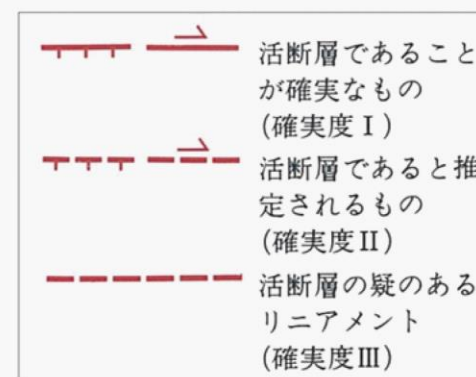 活断層であること
が確実なもの
(確実度Ⅰ)
活断層であると推
定されるもの
(確実度Ⅱ)
活断層の疑のある
リニアメント
(確実度Ⅲ)